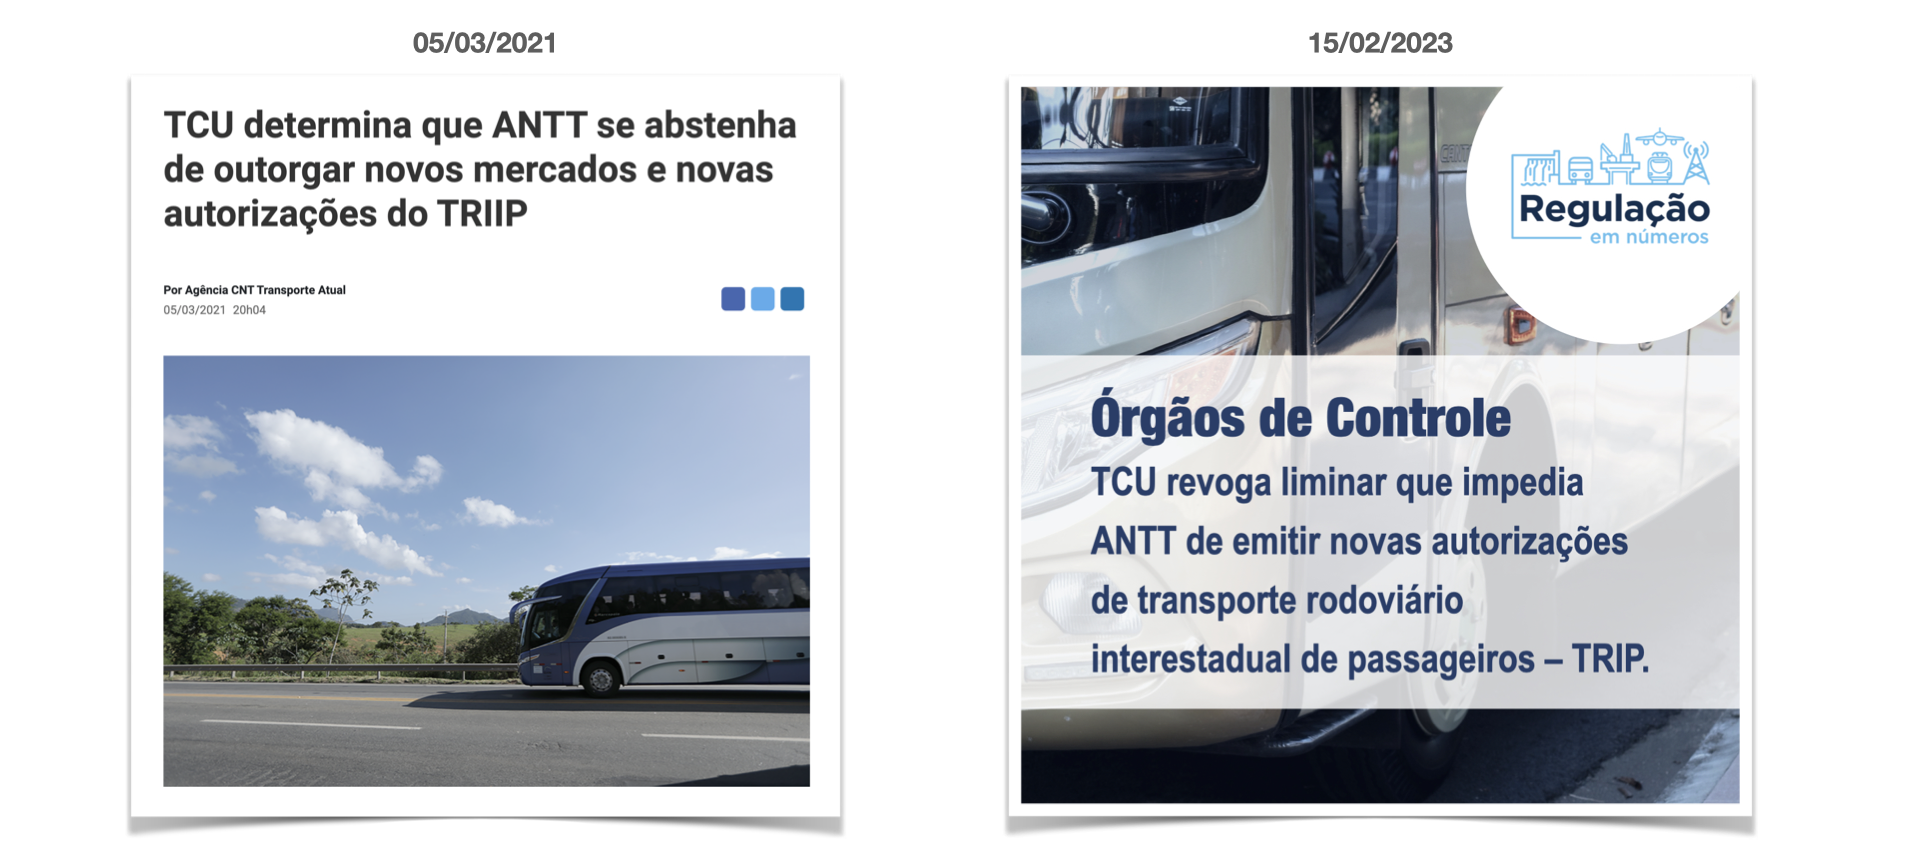 05/03/2021
TCU determina que ANTT se abstenha
de outorgar novos mercados e novas
autorizações do TRIIP
Por Agência CNT Transporte Atual
05/03/2021 20h04
15/02/2023
Regulação
em números
Órgãos de Controle
TCU revoga liminar que impedia
ANTT de emitir novas autorizações
de transporte rodoviário
interestadual de passageiros – TRIP.